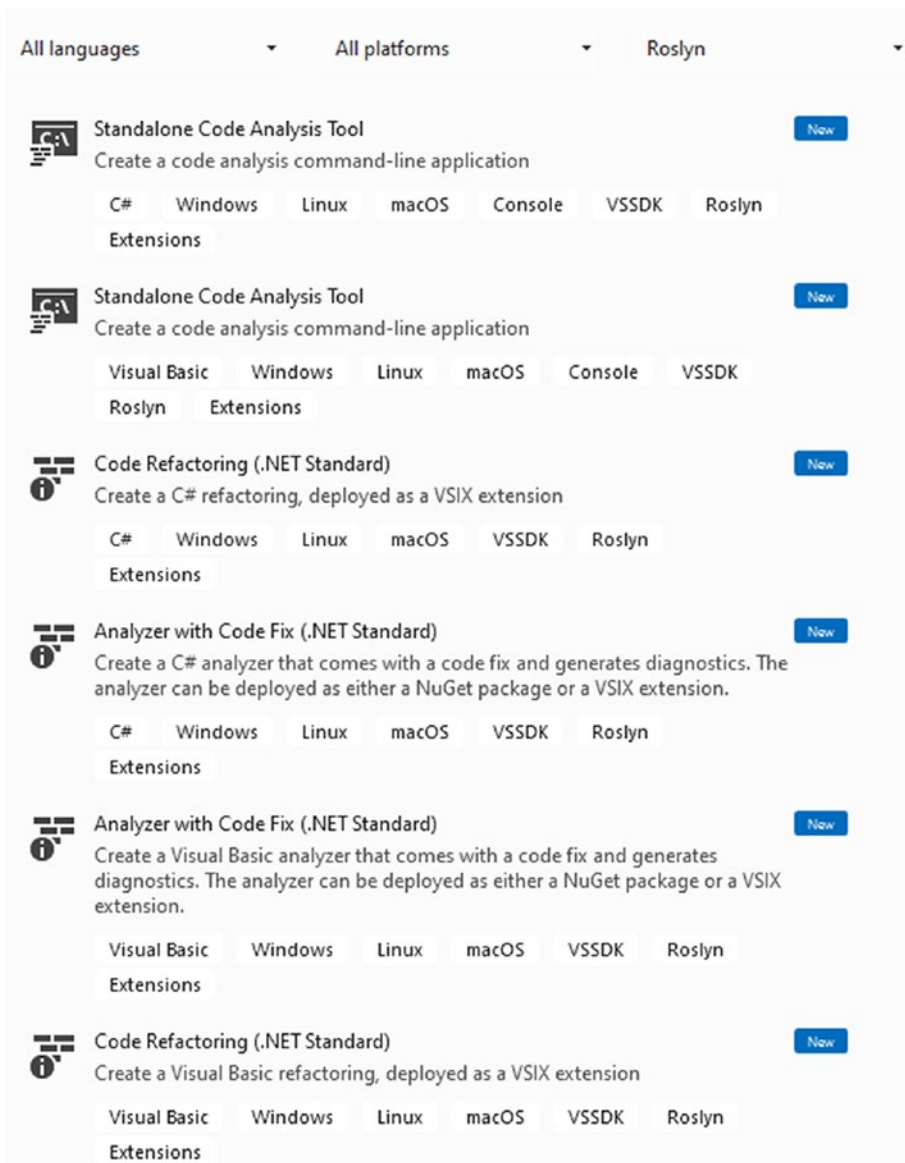 All languages All platforms Roslyn
C:\ Standalone Code Analysis Tool New
Create a code analysis command-line application
C# Windows Linux macOS Console VSSDK Roslyn
Extensions
C:\ Standalone Code Analysis Tool New
Create a code analysis command-line application
Visual Basic Windows Linux macOS Console VSSDK
Roslyn Extensions
Code Refactoring (.NET Standard) New
Create a C# refactoring, deployed as a VSIX extension
C# Windows Linux macOS VSSDK Roslyn
Extensions
Analyzer with Code Fix (.NET Standard) New
Create a C# analyzer that comes with a code fix and generates diagnostics. The
analyzer can be deployed as either a NuGet package or a VSIX extension.
C# Windows Linux macOS VSSDK Roslyn
Extensions
Analyzer with Code Fix (.NET Standard) New
Create a Visual Basic analyzer that comes with a code fix and generates
diagnostics. The analyzer can be deployed as either a NuGet package or a VSIX
extension.
Visual Basic Windows Linux macOS VSSDK Roslyn
Extensions
Code Refactoring (.NET Standard) New
Create a Visual Basic refactoring, deployed as a VSIX extension
Visual Basic Windows Linux macOS VSSDK Roslyn
Extensions